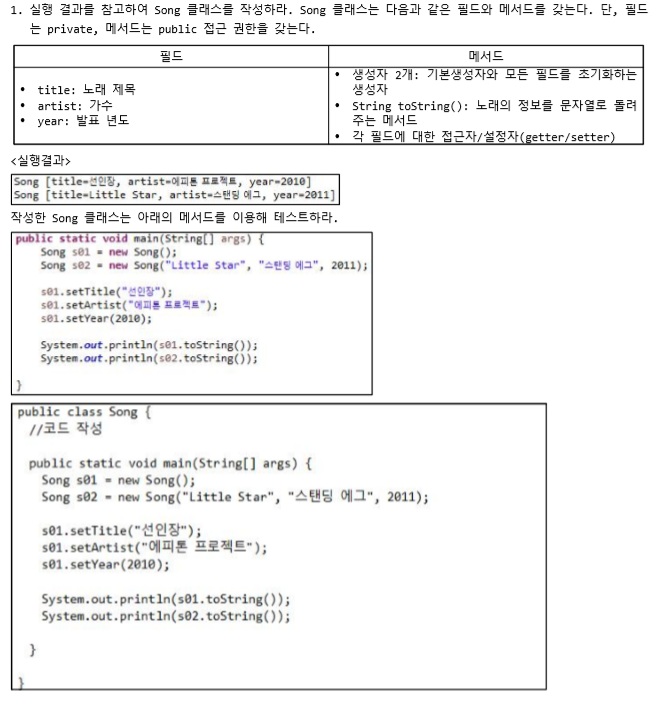 1. 실행 결과를 참고하여 Song 클래스를 작성하라. Song 클래스는 다음과 같은 필드와 메서드를 갖는다. 단, 필드
는 private, 메서드는 public 접근 권한을 갖는다.
필드
메서드
• title: 노래 제목
• artist: 가수
• year: 발표 년도
• 생성자 2개: 기본생성자와 모든 필드를 초기화하는
생성자
• String toString(): 노래의 정보를 문자열로 돌려
주는 메서드
• 각 필드에 대한 접근자/설정자(getter/setter)
<실행결과>
Song [title=선인장, artist=에피톤 프로젝트, year=2010]
Song [title=Little Star, artist=스탠딩 에그, year=2011]
작성한 Song 클래스는 아래의 메서드를 이용해 테스트하라.
public static void main(String[] args) {
Song s01 = new Song();
Song s02 = new Song("Little Star", "스탠딩 에그", 2011);
s01.setTitle("선인장");
s01.setArtist("에피톤 프로젝트");
s01.setYear(2010);
System.out.println(s01.toString());
System.out.println(s02.toString());
}
public class Song {
//코드 작성
public static void main(String[] args) {
Song s01 = new Song();
Song s02 = new Song("Little Star", "스탠딩 에그", 2011);
s01.setTitle("선인장");
s01.setArtist("에피톤 프로젝트");
s01.setYear(2010);
System.out.println(s01.toString());
System.out.println(s02.toString());
}
}